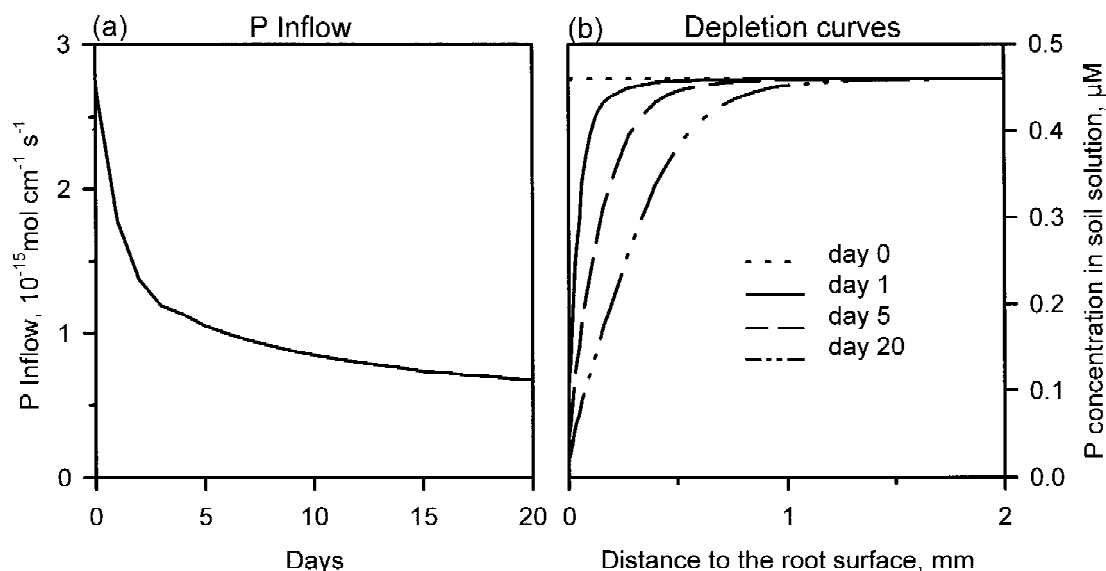 (a) P Inflow
3
2
1
0
P Inflow, 10⁻¹⁵mol cm⁻¹ s⁻¹
0 5 10 15 20
Days
(b) Depletion curves
0.5
0.4
0.3
0.2
0.1
0.0
P concentration in soil solution, µM
day 0
day 1
day 5
day 20
0 1 2
Distance to the root surface, mm